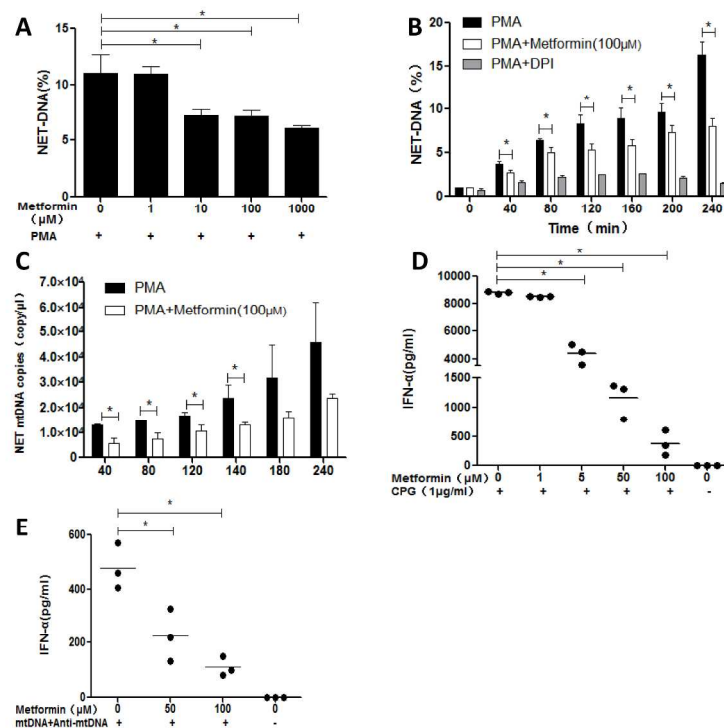 A
NET-DNA(%)
15
10
5
0
* 
*
*
Metformin
(μM)
0 1 10 100 1000
PMA + + + + +
B
PMA
PMA+Metformin(100μM)
PMA+DPI
NET-DNA (%)
20
15
10
5
0
* * * * * *
0 40 80 120 160 200 240
Time (min)
C
PMA
PMA+Metformin(100μM)
NET mtDNA copies (copy/μl)
7.0×10⁴
6.0×10⁴
5.0×10⁴
4.0×10⁴
3.0×10⁴
2.0×10⁴
1.0×10⁴
0.0
* * * *
40 80 120 140 180 240
D
IFN-α(pg/ml)
10000
8000
6000
4000
1500
1000
500
0
*
*
*
Metformin (μM) 0 1 5 50 100 0
CPG (1μg/ml) + + + + + -
E
IFN-α(pg/ml)
600
400
200
0
*
*
Metformin (μM) 0 50 100 0
mtDNA+Anti-mtDNA + + + -